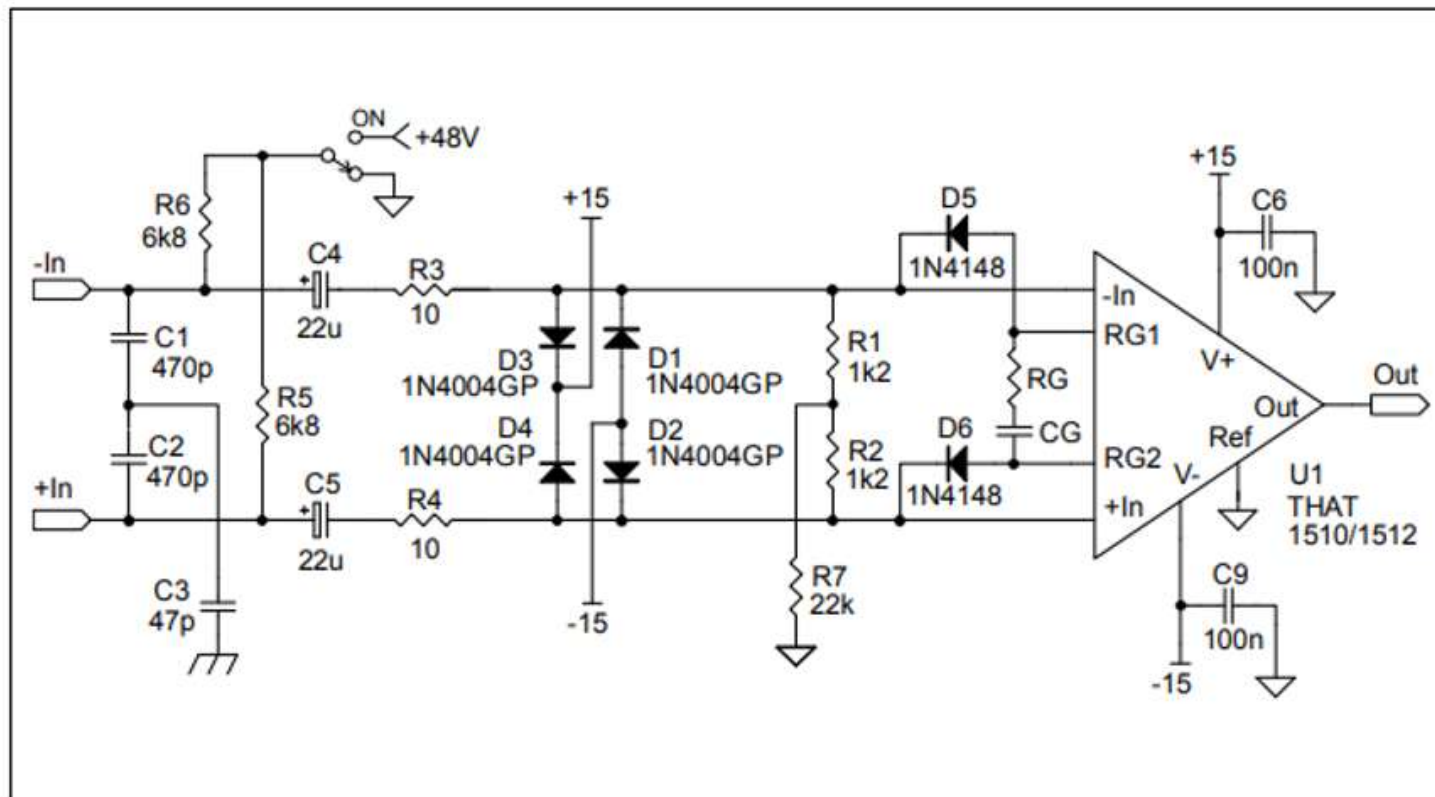 ON
+48V
R6
6k8
-In
C4
22u
R3
10
+15
C1
470p
C2
470p
R5
6k8
+In
C5
22u
R4
10
C3
47p
D3
1N4004GP
D4
1N4004GP
D1
1N4004GP
D2
1N4004GP
-15
R1
1k2
R2
1k2
R7
22k
D5
1N4148
D6
1N4148
RG
CG
-In
RG1
RG2
+In
V+
V-
Out
Ref
+15
C6
100n
Out
U1
THAT
1510/1512
C9
100n
-15